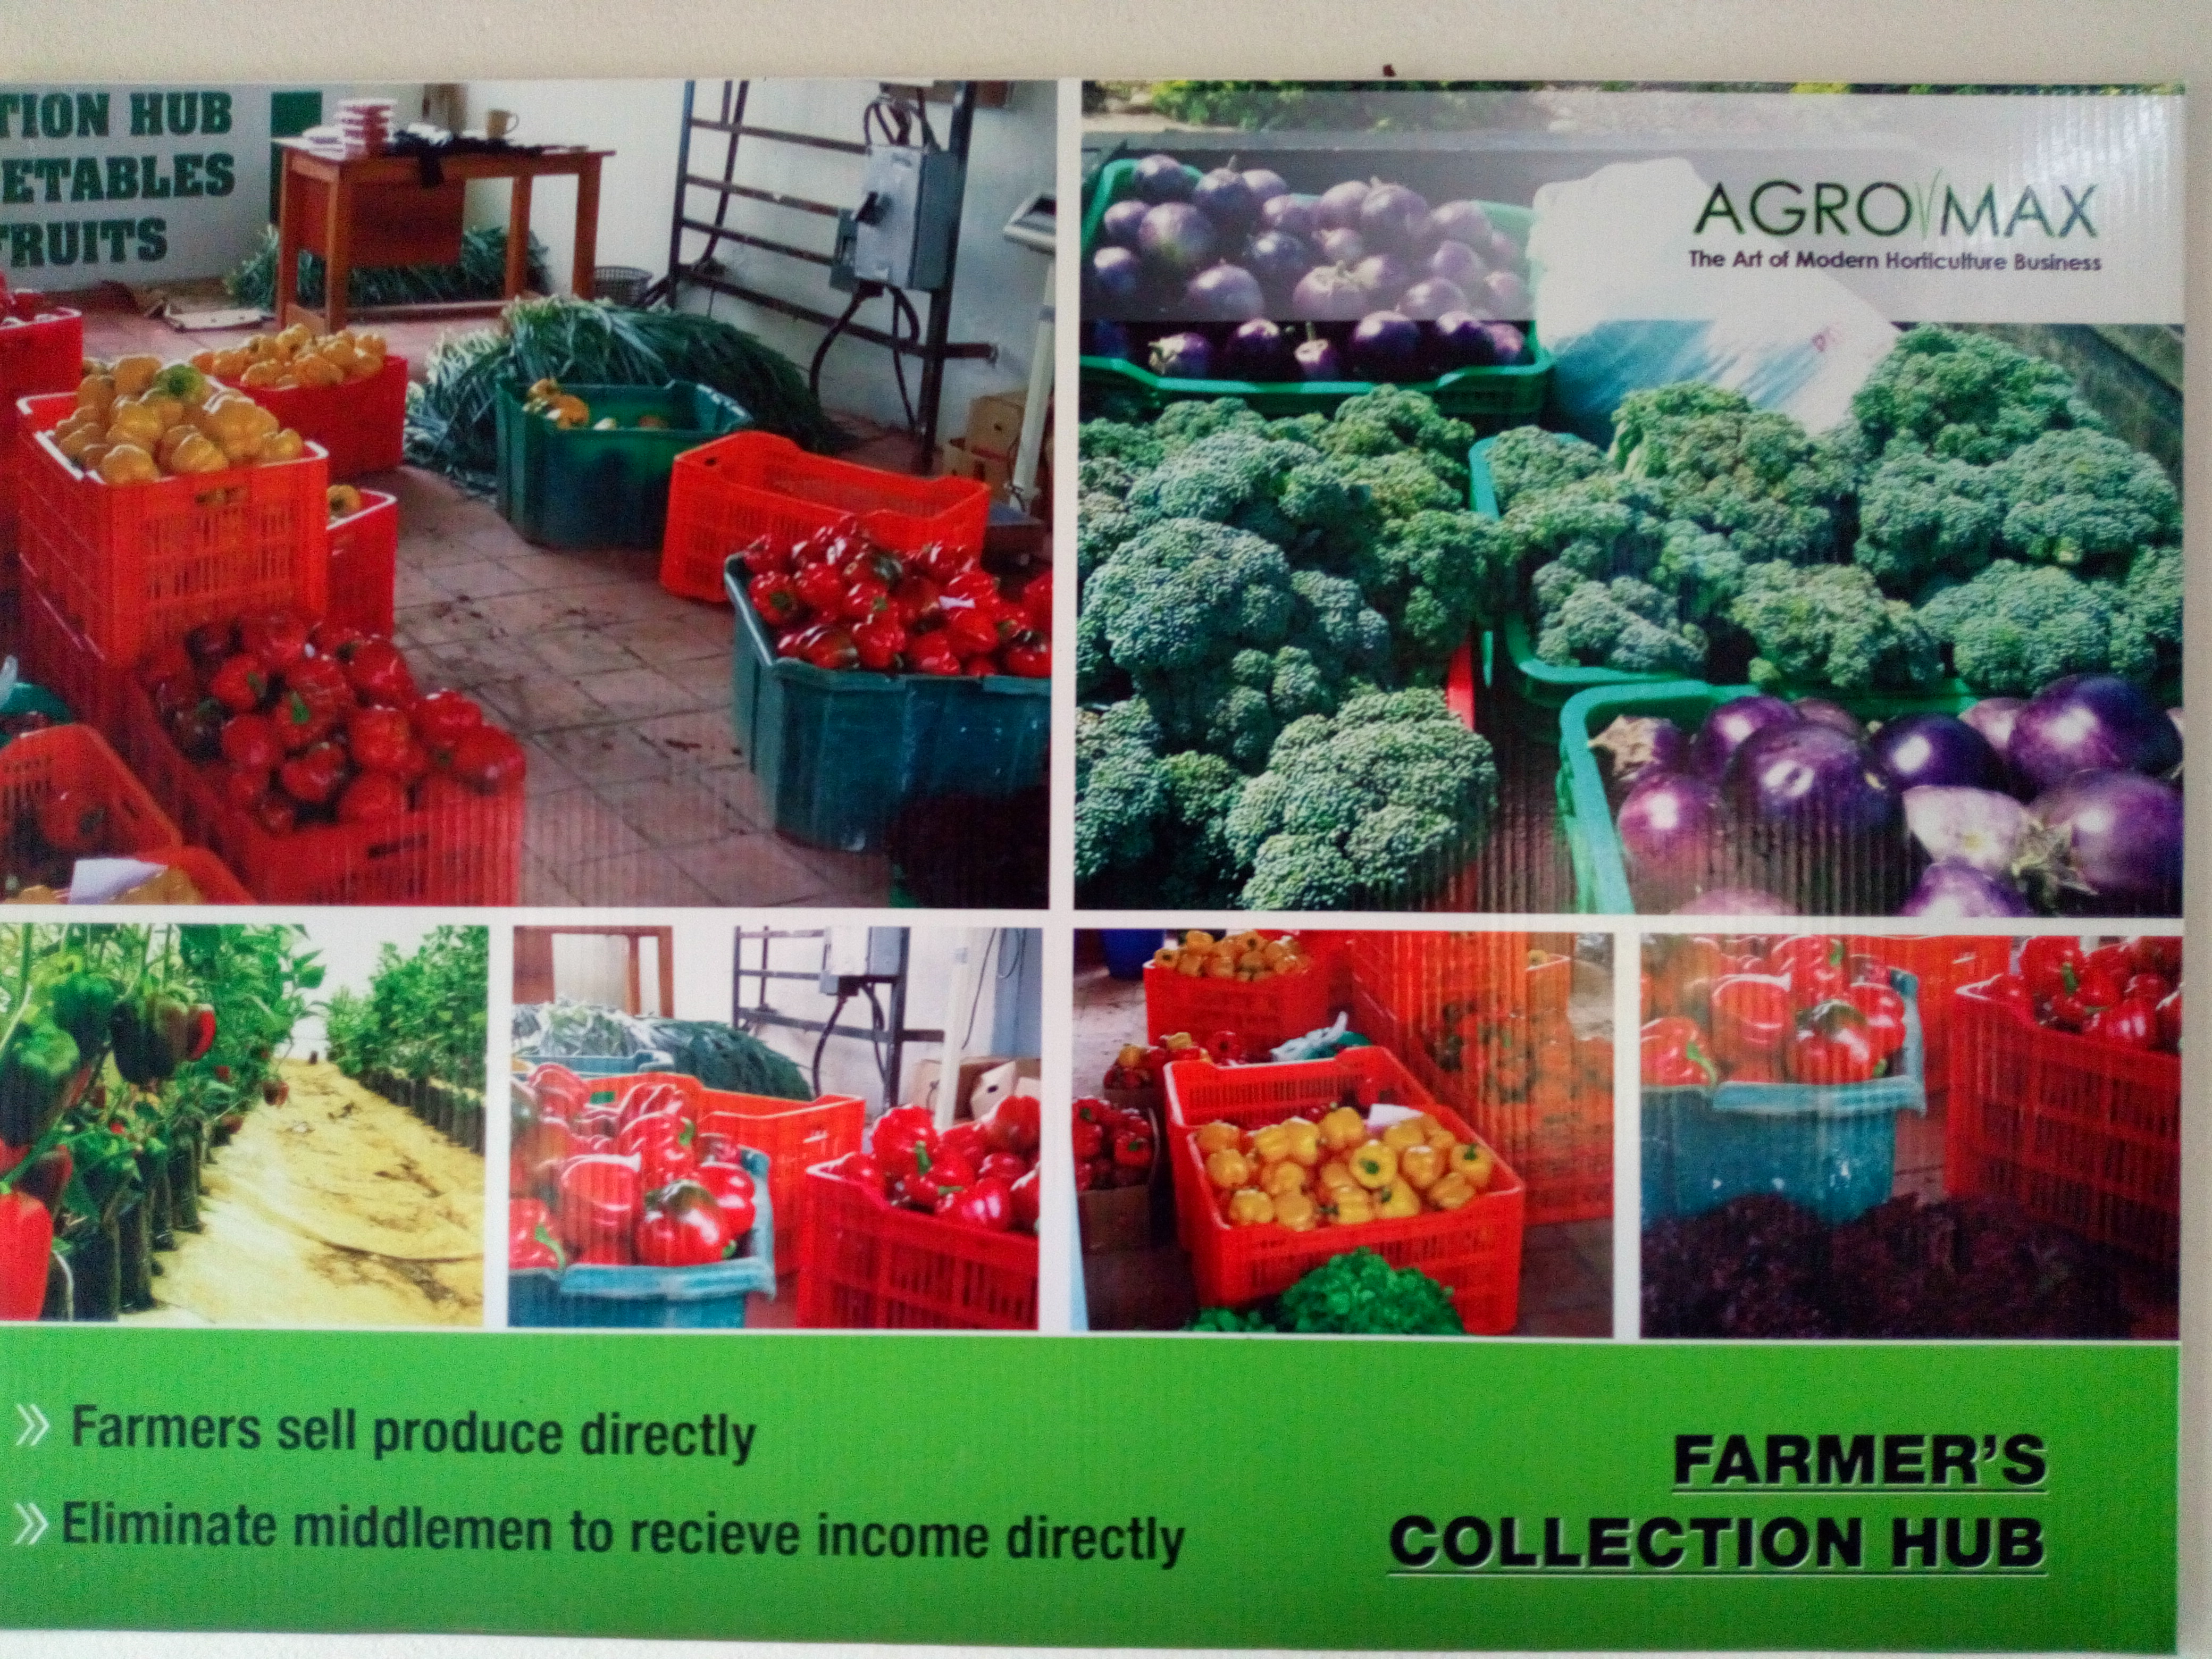 TION HUB
ETABLES
FRUITS
AGROMAX
The Art of Modern Horticulture Business
» Farmers sell produce directly
» Eliminate middlemen to recieve income directly
FARMER'S
COLLECTION HUB